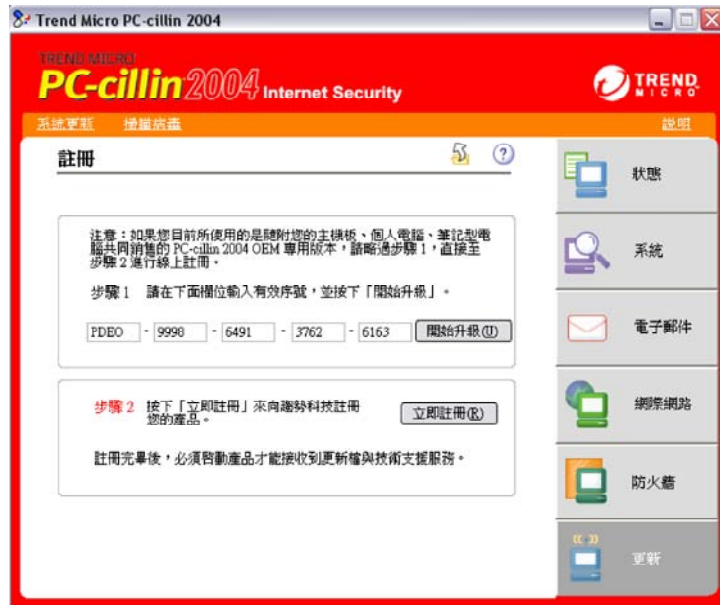 Trend Micro PC-cillin 2004
TREND MICRO
PC-cillin 2004 Internet Security
TREND
MICRO
系統更新 掃瞄病毒 說明
註冊
注意：如果您目前所使用的是隨附您的主機板、個人電腦、筆記型電
腦共同銷售的 PC-cillin 2004 OEM 專用版本，請略過步驟 1，直接至
步驟 2 進行線上註冊。
步驟 1 請在下面欄位輸入有效序號，並按下「開始升級」。
PDEO - 9998 - 6491 - 3762 - 6163 開始升級(U)
步驟 2 按下「立即註冊」來向趨勢科技註冊
您的產品。
立即註冊(R)
註冊完畢後，必須啟動產品才能接收到更新檔與技術支援服務。
狀態
系統
電子郵件
網際網路
防火牆
更新